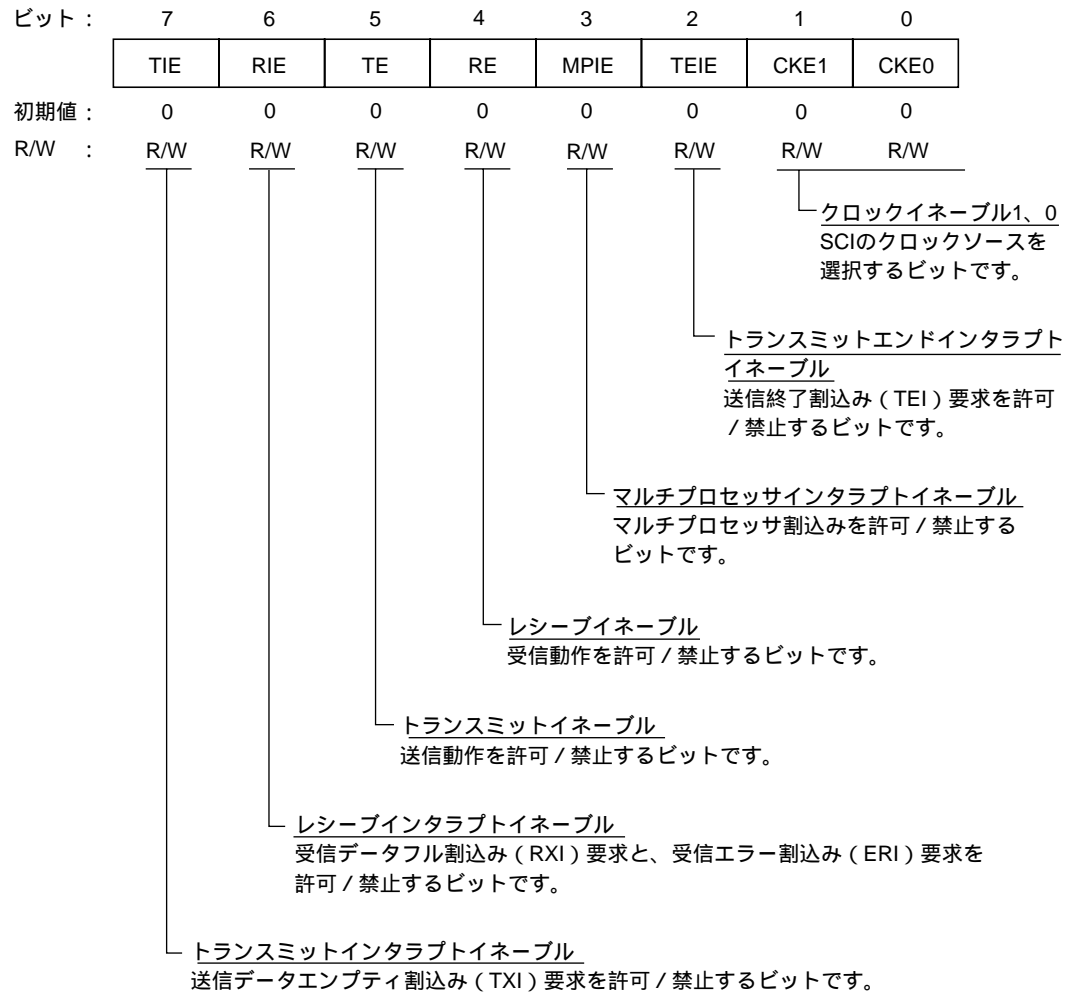 ビット： 7 6 5 4 3 2 1 0
TIE RIE TE RE MPIE TEIE CKE1 CKE0
初期値： 0 0 0 0 0 0 0 0
R/W ： R/W R/W R/W R/W R/W R/W R/W R/W
クロックイネーブル1、0
SCIのクロックソースを
選択するビットです。
トランスミットエンドインタラプト
イネーブル
送信終了割込み（TEI）要求を許可
／禁止するビットです。
マルチプロセッサインタラプトイネーブル
マルチプロセッサ割込みを許可／禁止する
ビットです。
レシーブイネーブル
受信動作を許可／禁止するビットです。
トランスミットイネーブル
送信動作を許可／禁止するビットです。
レシーブインタラプトイネーブル
受信データフル割込み（RXI）要求と、受信エラー割込み（ERI）要求を
許可／禁止するビットです。
トランスミットインタラプトイネーブル
送信データエンプティ割込み（TXI）要求を許可／禁止するビットです。